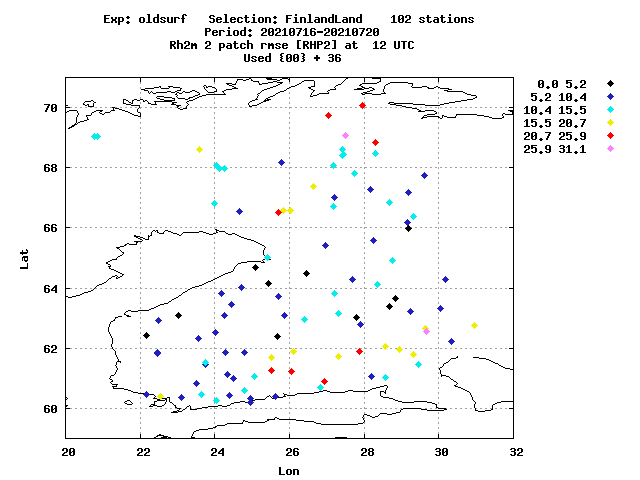 Exp: oldsurf   Selection: FinlandLand    102 stations
Period: 20210716-20210720
Rh2m 2 patch rmse [RHP2] at  12 UTC
Used {00} + 36
0.0 5.2
5.2 10.4
10.4 15.5
15.5 20.7
20.7 25.9
25.9 31.1
70
68
66
64
62
60
Lat
20 22 24 26 28 30 32
Lon